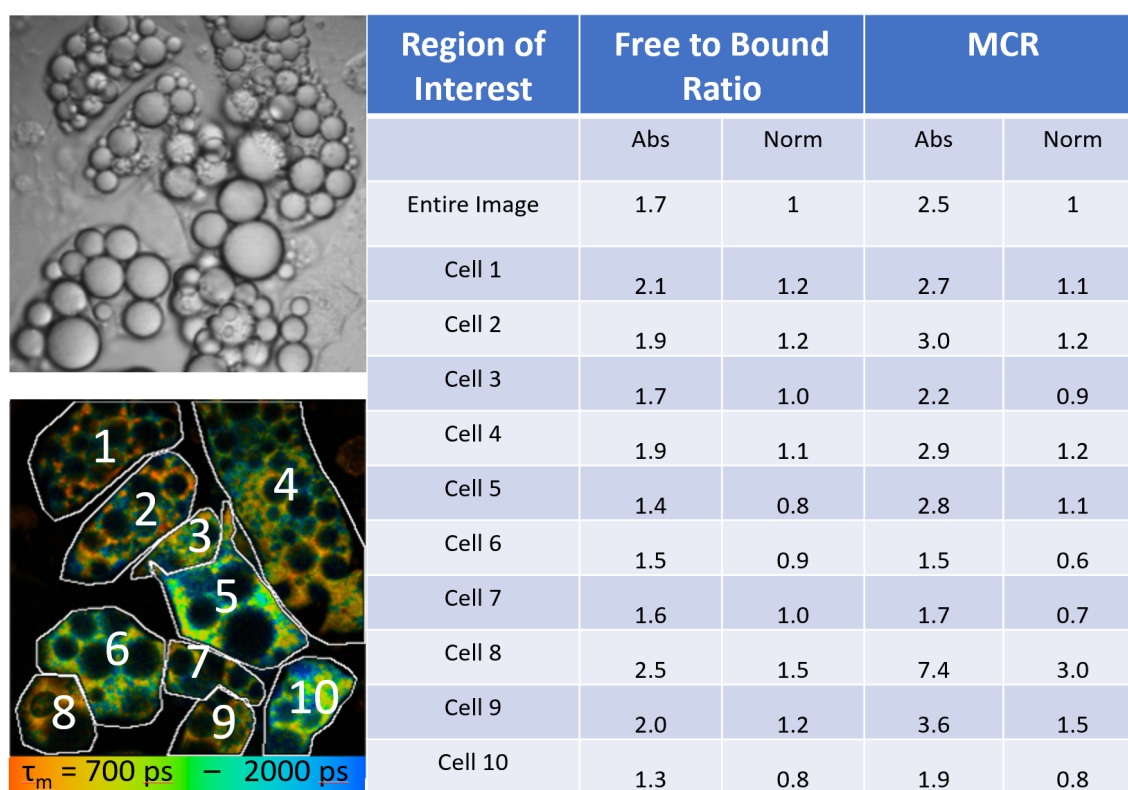 Region of Interest Free to Bound Ratio MCR
Abs Norm Abs Norm
Entire Image 1.7 1 2.5 1
Cell 1 2.1 1.2 2.7 1.1
Cell 2 1.9 1.2 3.0 1.2
Cell 3 1.7 1.0 2.2 0.9
Cell 4 1.9 1.1 2.9 1.2
Cell 5 1.4 0.8 2.8 1.1
Cell 6 1.5 0.9 1.5 0.6
Cell 7 1.6 1.0 1.7 0.7
Cell 8 2.5 1.5 7.4 3.0
Cell 9 2.0 1.2 3.6 1.5
Cell 10 1.3 0.8 1.9 0.8
1
2
3
4
5
6
7
8
9
10
τm = 700 ps – 2000 ps